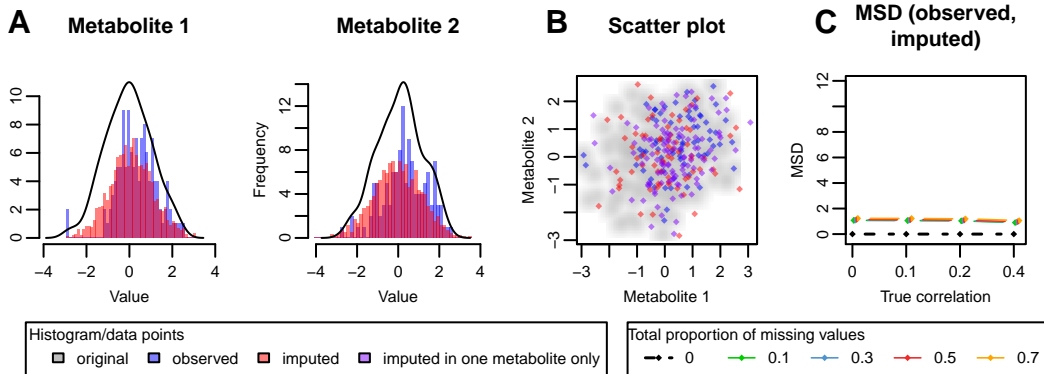 A
Metabolite 1
Metabolite 2
B
Scatter plot
C
MSD (observed,
imputed)
0
2
4
6
8
10
−4
−2
0
2
4
Value
Frequency
0
4
8
12
−4
−2
0
2
4
Value
Metabolite 2
−3
−1
0
1
2
−3
−1
0
1
2
3
Metabolite 1
MSD
0
2
4
6
8
12
0
0.1
0.2
0.4
True correlation
Histogram/data points
original
observed
imputed
imputed in one metabolite only
Total proportion of missing values
0
0.1
0.3
0.5
0.7